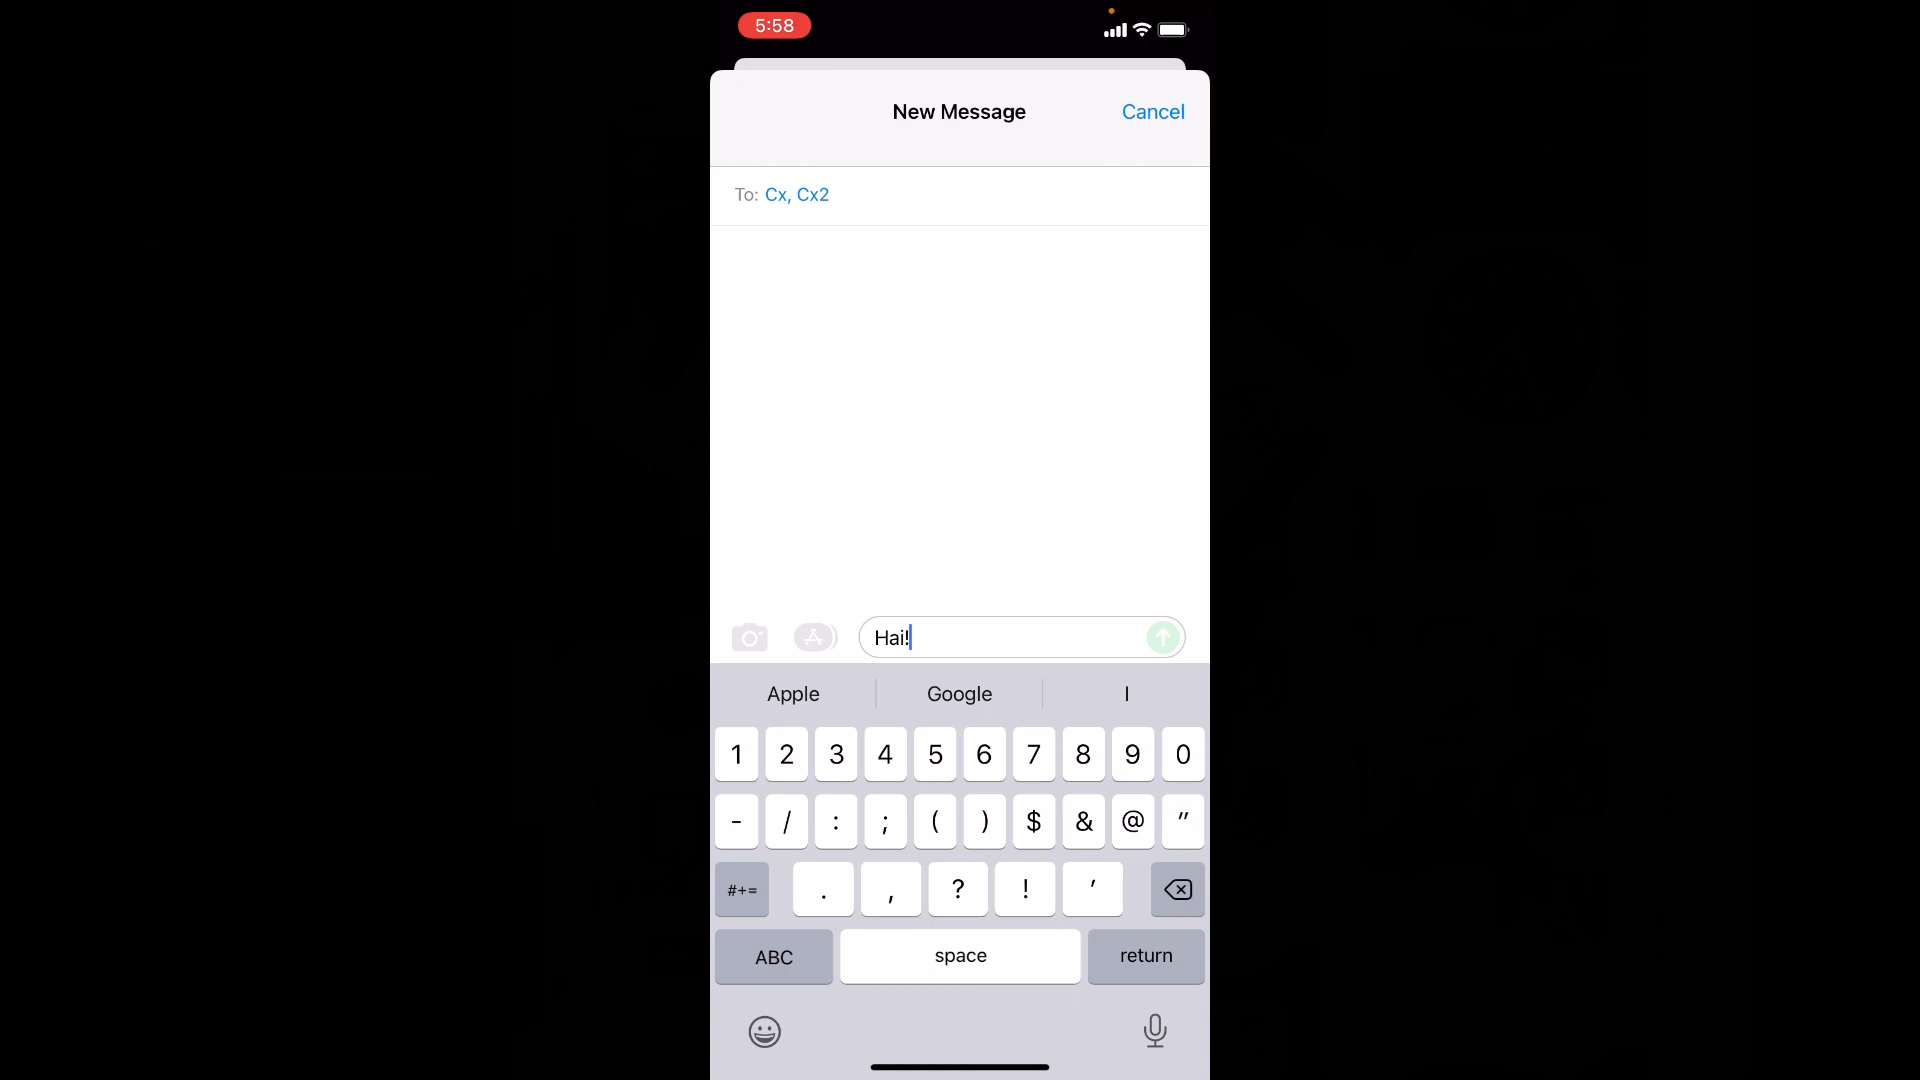 5:58
New Message
Cancel
To: Cx, Cx2
Hai!
Apple
Google
I
1 2 3 4 5 6 7 8 9 0
- / : ; ( ) $ & @ "
#+= . , ? ! '
ABC space return